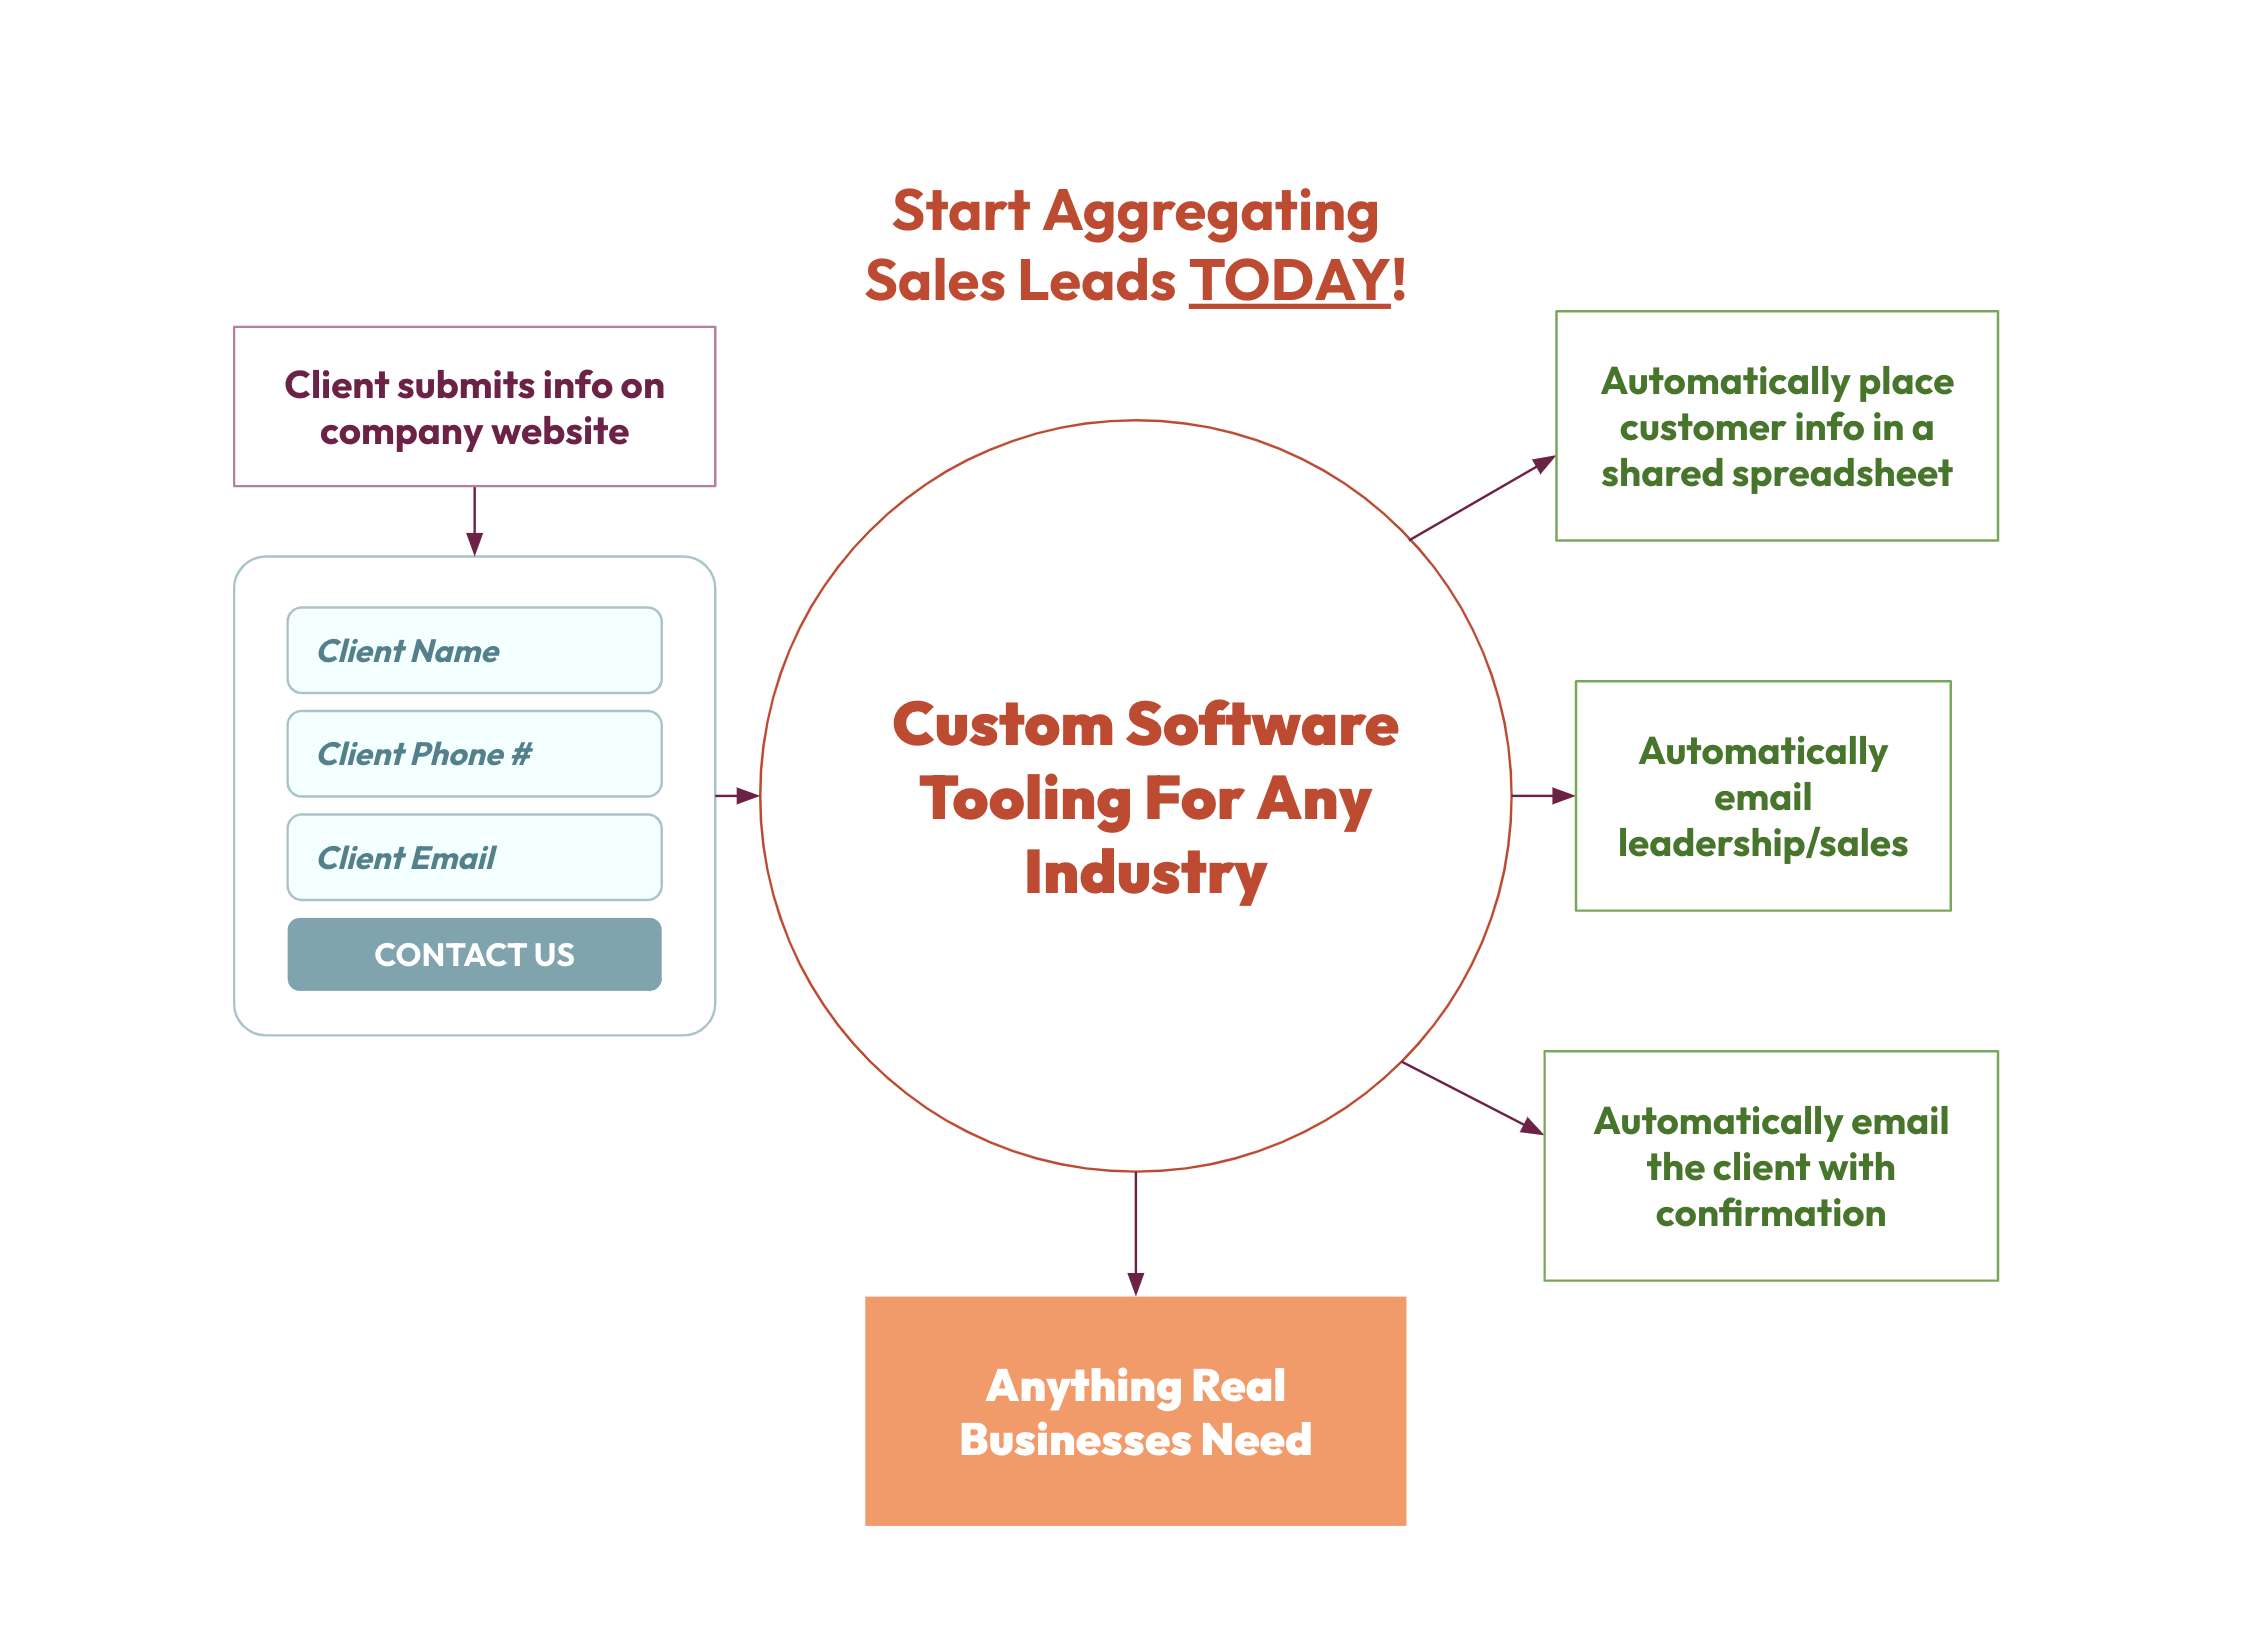 Start Aggregating
Sales Leads TODAY!
Client submits info on
company website
Client Name
Client Phone #
Client Email
CONTACT US
Custom Software
Tooling For Any
Industry
Automatically place
customer info in a
shared spreadsheet
Automatically
email
leadership/sales
Automatically email
the client with
confirmation
Anything Real
Businesses Need